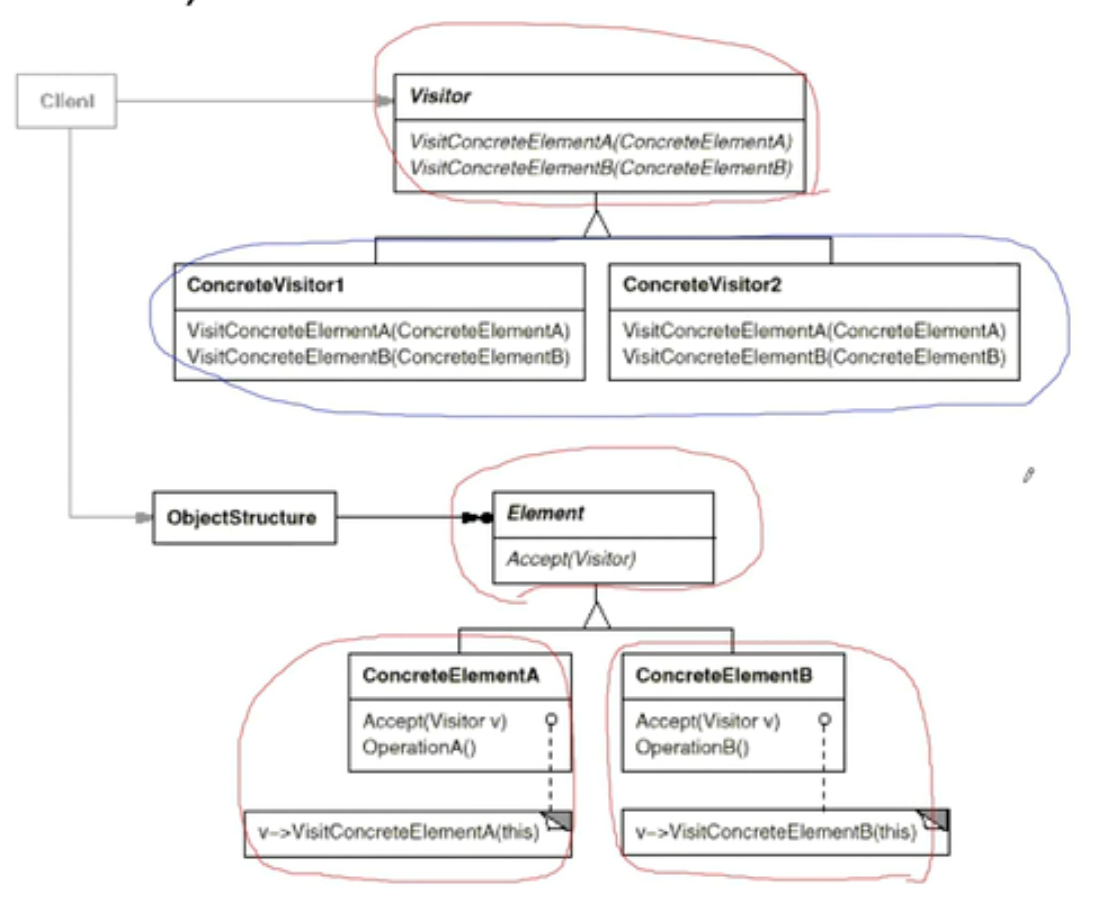 Client
Visitor
VisitConcreteElementA(ConcreteElementA)
VisitConcreteElementB(ConcreteElementB)
ConcreteVisitor1
VisitConcreteElementA(ConcreteElementA)
VisitConcreteElementB(ConcreteElementB)
ConcreteVisitor2
VisitConcreteElementA(ConcreteElementA)
VisitConcreteElementB(ConcreteElementB)
ObjectStructure
Element
Accept(Visitor)
ConcreteElementA
Accept(Visitor v)
OperationA()
v->VisitConcreteElementA(this)
ConcreteElementB
Accept(Visitor v)
OperationB()
v->VisitConcreteElementB(this)